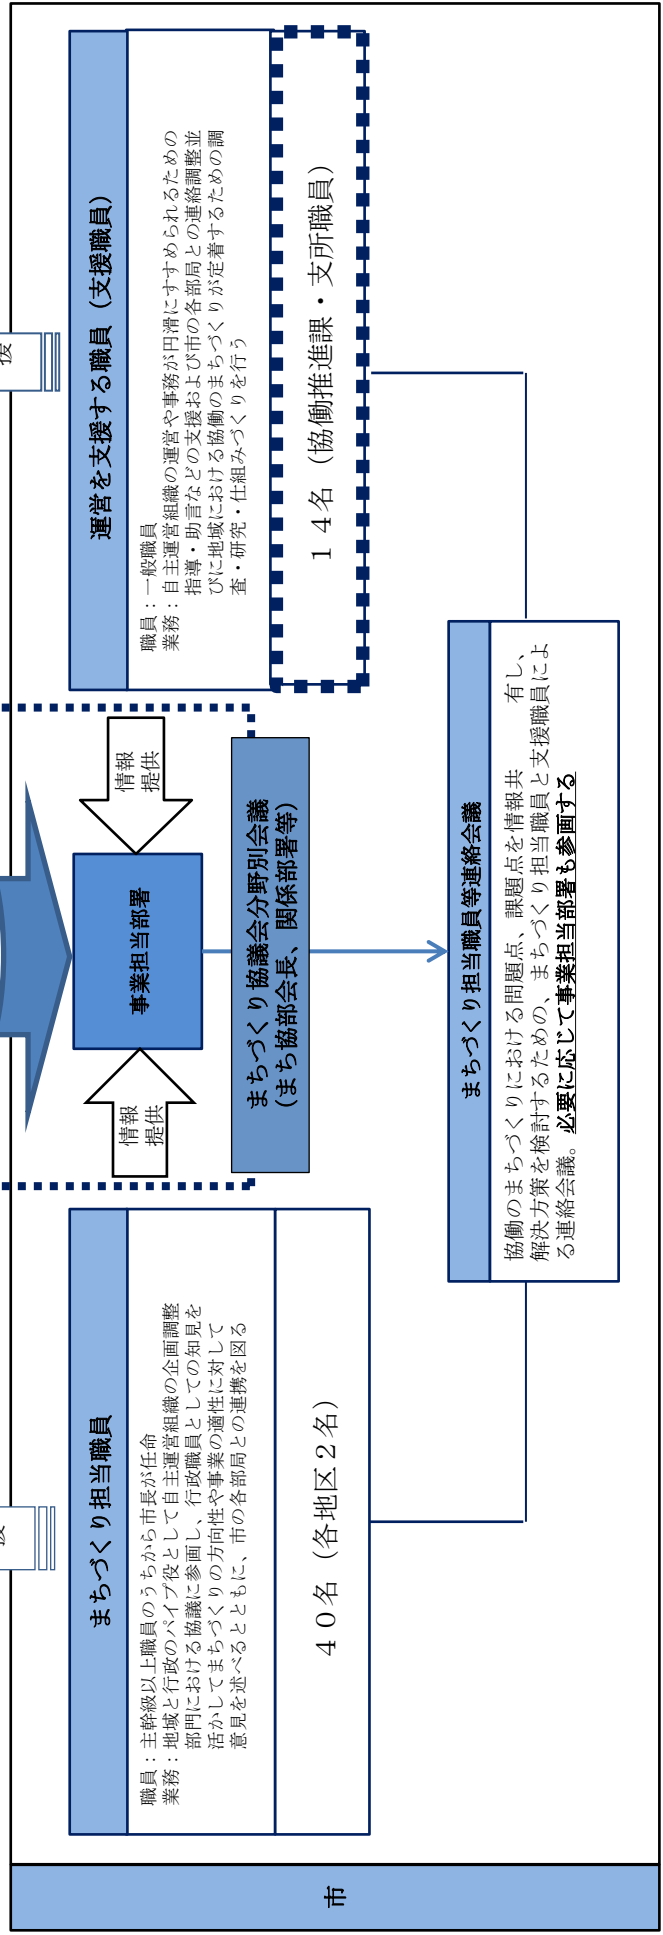 市
援
まちづくり担当職員
職員：主幹級以上職員のうちから市長が任命
業務：地域と行政のパイプ役として自主運営組織の企画調整
部門における協議に参画し、行政職員としての知見を
活かしてまちづくりの方向性や事業の適性に対して
意見を述べるとともに、市の各部局との連携を図る
４０名（各地区２名）
情報
提供
事業担当部署
情報
提供
まちづくり協議会分野別会議
(まち協部会長、関係部署等)
援
運営を支援する職員（支援職員）
職員：一般職員
業務：自主運営組織の運営や事務が円滑にすすめられるための
指導・助言などの支援および市の各部局との連絡調整並
びに地域における協働のまちづくりが定着するための調
査・研究・仕組みづくりを行う
１４名（協働推進課・支所職員）
まちづくり担当職員等連絡会議
協働のまちづくりにおける問題点、課題点を情報共　　有し、
解決方策を検討するための、まちづくり担当職員と支援職員によ
る連絡会議。必要に応じて事業担当部署も参画する